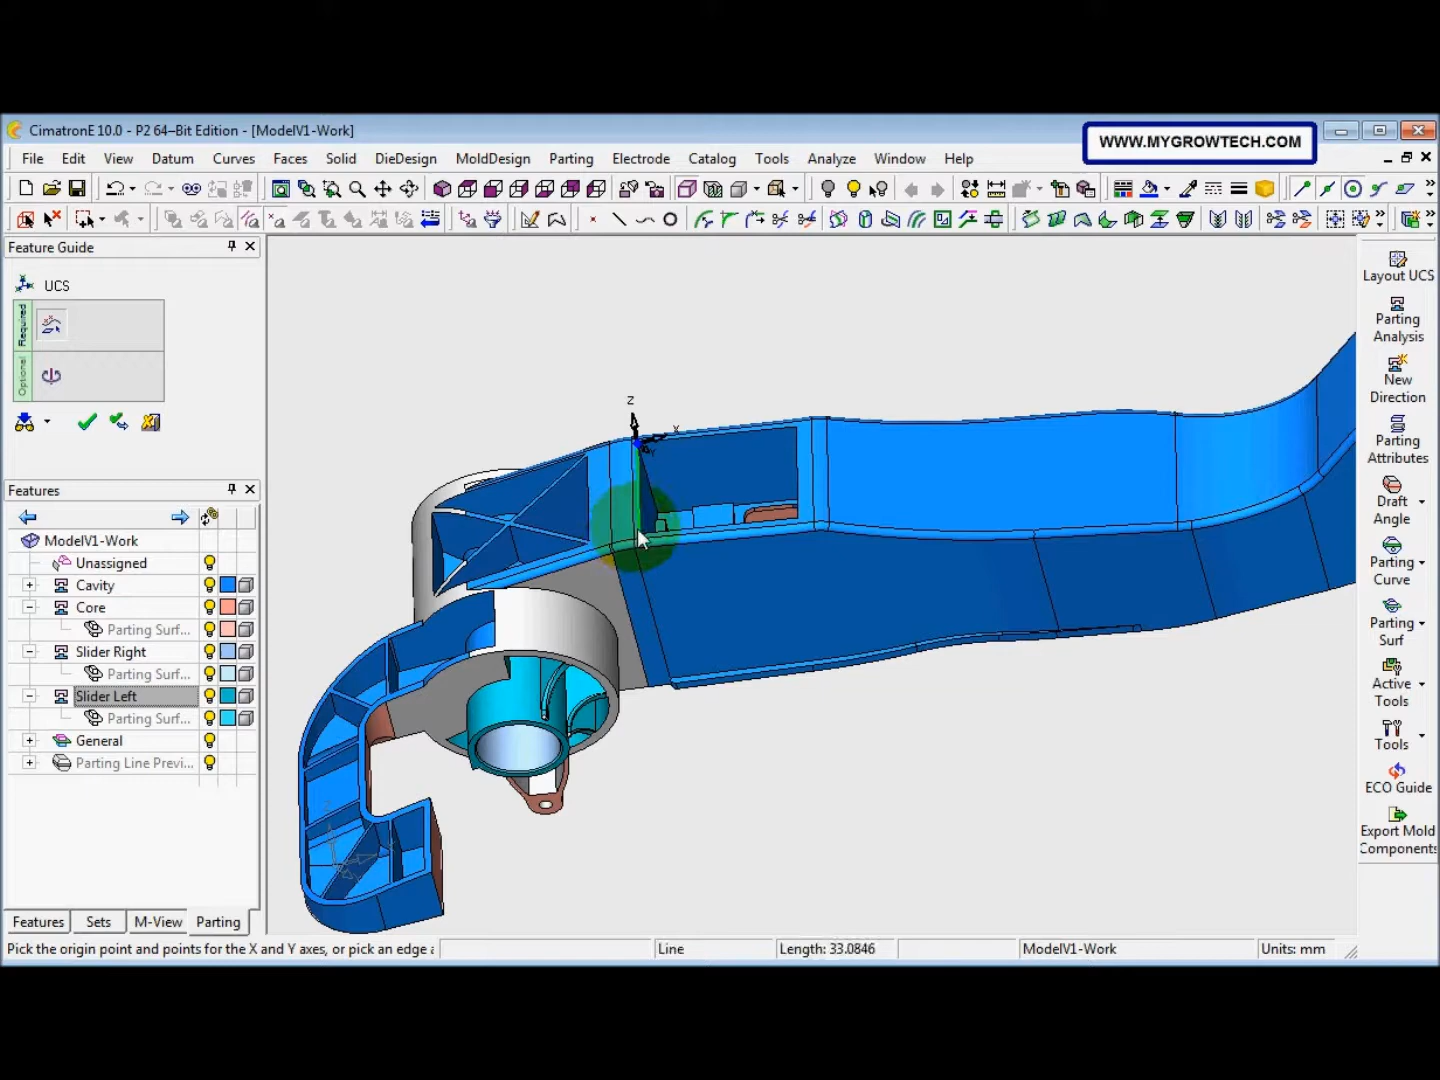 CimatronE 10.0 - P2 64–Bit Edition - [ModelV1-Work]
WWW.MYGROWTECH.COM
File Edit View Datum Curves Faces Solid DieDesign MoldDesign Parting Electrode Catalog Tools Analyze Window Help
Feature Guide
UCS
Required
Optional
Features
ModelV1-Work
Unassigned
Cavity
Core
Parting Surf...
Slider Right
Parting Surf...
Slider Left
Parting Surf...
General
Parting Line Previ...
Features Sets M-View Parting
Z
X
Layout UCS
Parting
Analysis
New
Direction
Parting
Attributes
Draft
Angle
Parting
Curve
Parting
Surf
Active
Tools
Tools
ECO Guide
Export Mold
Components
Pick the origin point and points for the X and Y axes, or pick an edge a
Line
Length: 33.0846
ModelV1-Work
Units: mm